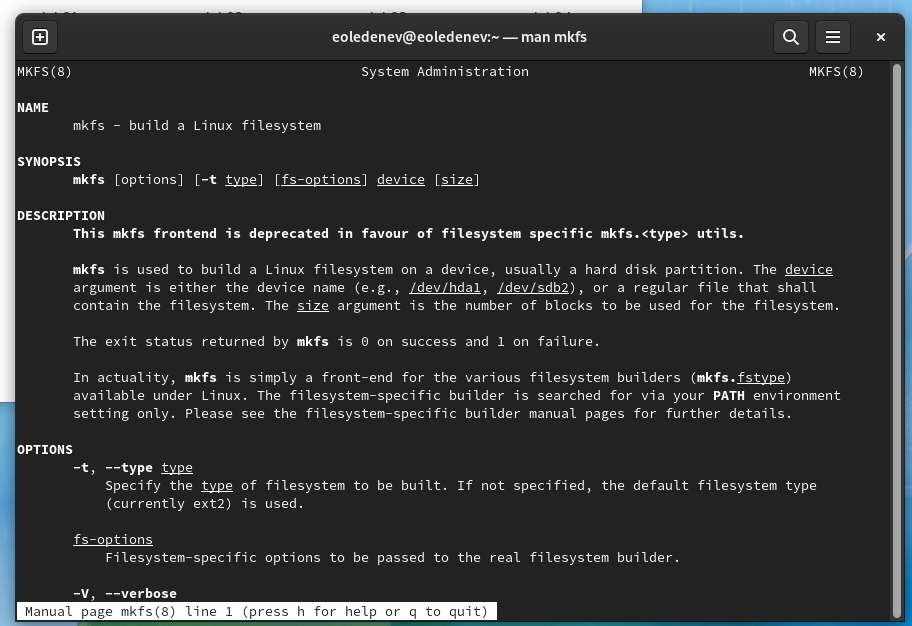 eoledenev@eoledenev:~ — man mkfs
MKFS(8) System Administration MKFS(8)
NAME
mkfs - build a Linux filesystem
SYNOPSIS
mkfs [options] [-t type] [fs-options] device [size]
DESCRIPTION
This mkfs frontend is deprecated in favour of filesystem specific mkfs.<type> utils.
mkfs is used to build a Linux filesystem on a device, usually a hard disk partition. The device
argument is either the device name (e.g., /dev/hda1, /dev/sdb2), or a regular file that shall
contain the filesystem. The size argument is the number of blocks to be used for the filesystem.
The exit status returned by mkfs is 0 on success and 1 on failure.
In actuality, mkfs is simply a front-end for the various filesystem builders (mkfs.fstype)
available under Linux. The filesystem-specific builder is searched for via your PATH environment
setting only. Please see the filesystem-specific builder manual pages for further details.
OPTIONS
-t, --type type
Specify the type of filesystem to be built. If not specified, the default filesystem type
(currently ext2) is used.
fs-options
Filesystem-specific options to be passed to the real filesystem builder.
-V, --verbose
Manual page mkfs(8) line 1 (press h for help or q to quit)